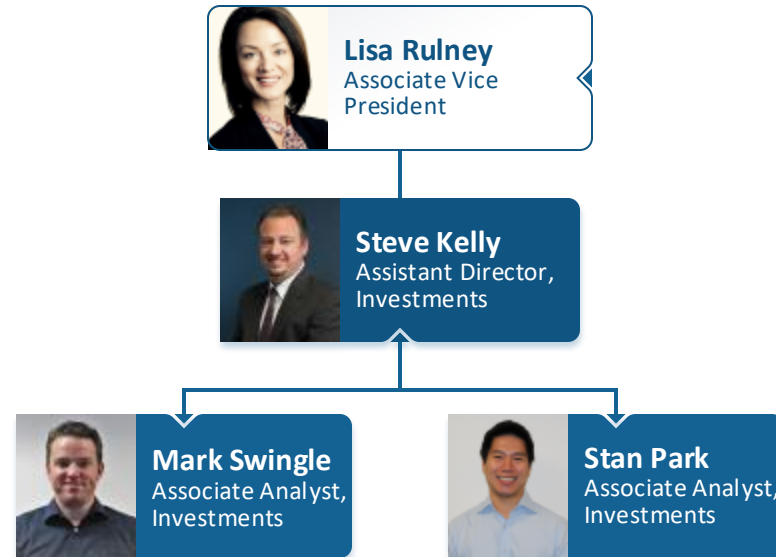 Lisa Rulney
Associate Vice
President
Steve Kelly
Assistant Director,
Investments
Mark Swingle
Associate Analyst,
Investments
Stan Park
Associate Analyst,
Investments